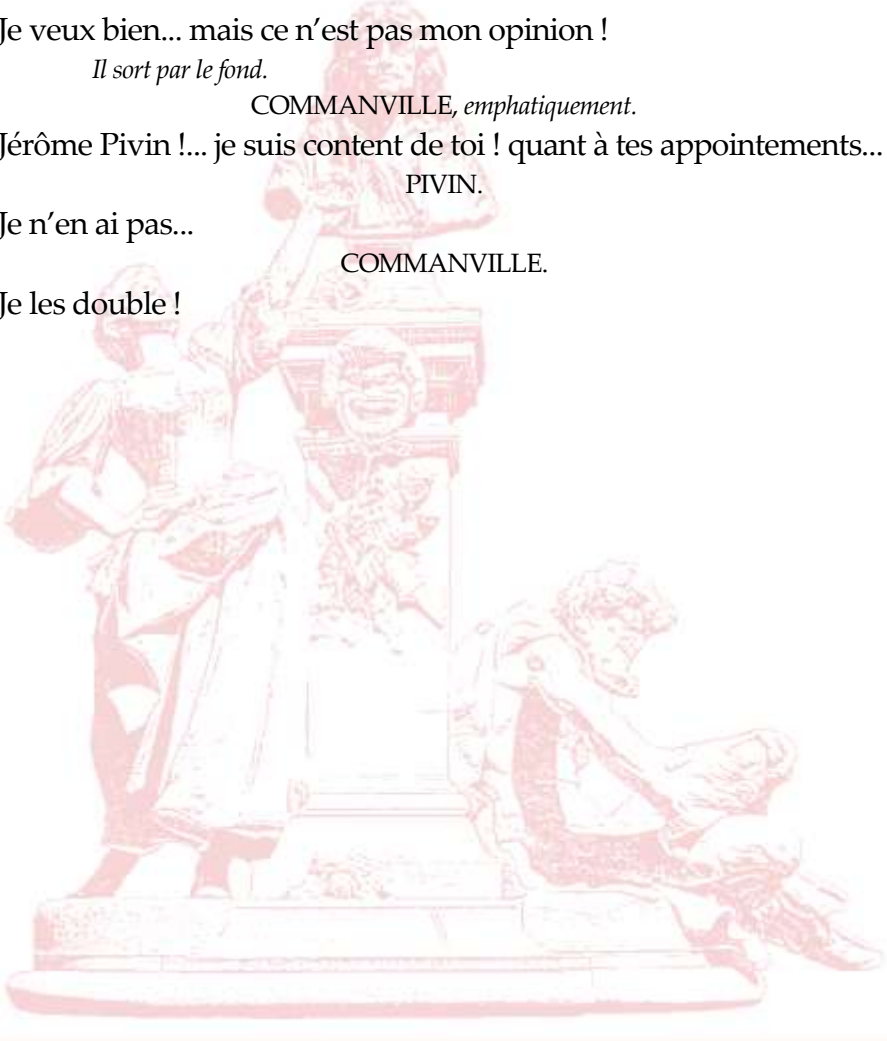 Je veux bien... mais ce n’est pas mon opinion !
Il sort par le fond.
COMMANVILLE, emphatiquement.
Jérôme Pivin !... je suis content de toi ! quant à tes appointements...
PIVIN.
Je n’en ai pas...
COMMANVILLE.
Je les double !